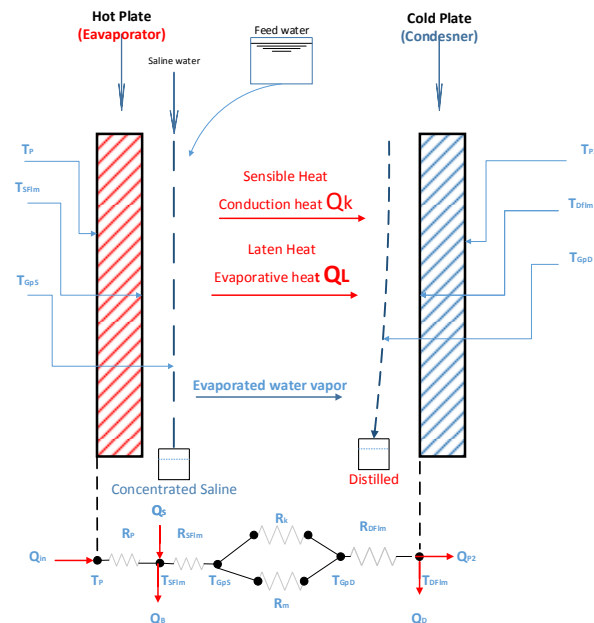 Hot Plate
(Eavaporator)
Saline water
Feed water
Cold Plate
(Condesner)
TP
TSFlm
TGpS
Sensible Heat
Conduction heat Qk
Laten Heat
Evaporative heat QL
Evaporated water vapor
TP
TDFlm
TGpD
Concentrated Saline
Distilled
QS
Qin
RP
RSFlm
Rk
RDFlm
QPZ
TP
TSFlm
TGpS
Rm
TGpD
TDFlm
QB
QD